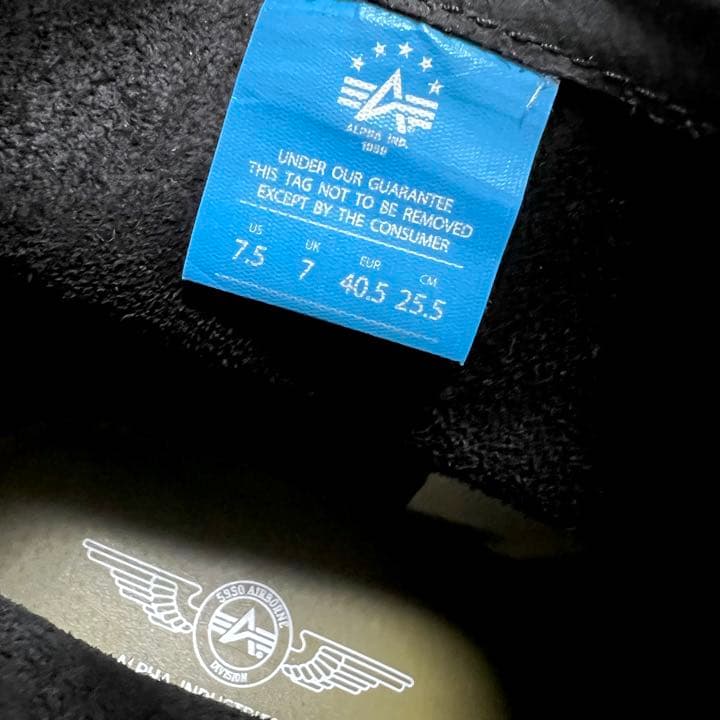 ALPHA IND.
1959
UNDER OUR GUARANTEE
THIS TAG NOT TO BE REMOVED
EXCEPT BY THE CONSUMER
US UK EUR CM
7.5 7 40.5 25.5
5950 AIRBORNE
DIVISION
ALPHA INDUSTRI